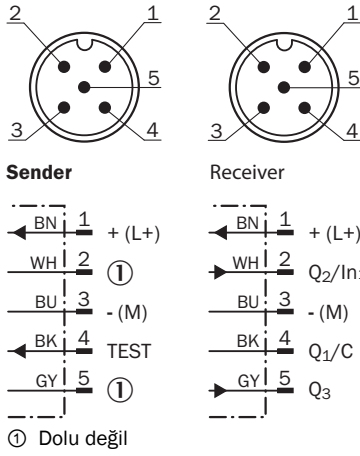 2 1 2 1
5 5
3 4 3 4
Sender Receiver
BN 1 + (L+) BN 1 + (L+)
WH 2 ① WH 2 Q₂/In₁
BU 3 - (M) BU 3 - (M)
BK 4 TEST BK 4 Q₁/C
GY 5 ① GY 5 Q₃
① Dolu değil